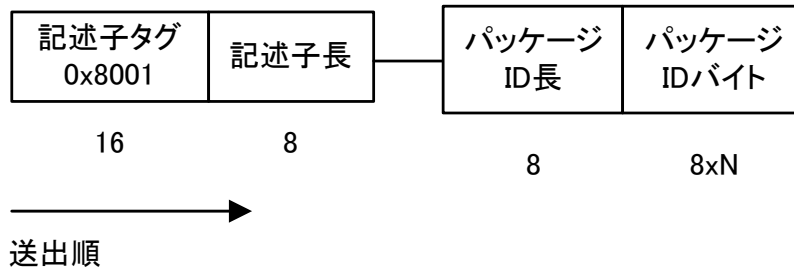 記述子タグ
0x8001
記述子長
パッケージ
ID長
パッケージ
IDバイト
16
8
8
8xN
送出順